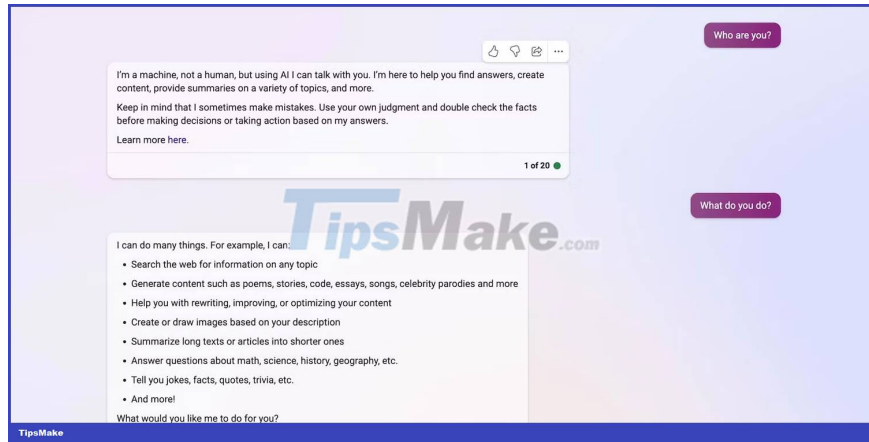 Who are you?
I'm a machine, not a human, but using AI I can talk with you. I'm here to help you find answers, create
content, provide summaries on a variety of topics, and more.
Keep in mind that I sometimes make mistakes. Use your own judgment and double check the facts
before making decisions or taking action based on my answers.
Learn more here.
1 of 20
What do you do?
TipsMake.com
I can do many things. For example, I can:
• Search the web for information on any topic
• Generate content such as poems, stories, code, essays, songs, celebrity parodies and more
• Help you with rewriting, improving, or optimizing your content
• Create or draw images based on your description
• Summarize long texts or articles into shorter ones
• Answer questions about math, science, history, geography, etc.
• Tell you jokes, facts, quotes, trivia, etc.
• And more!
What would you like me to do for you?
TipsMake